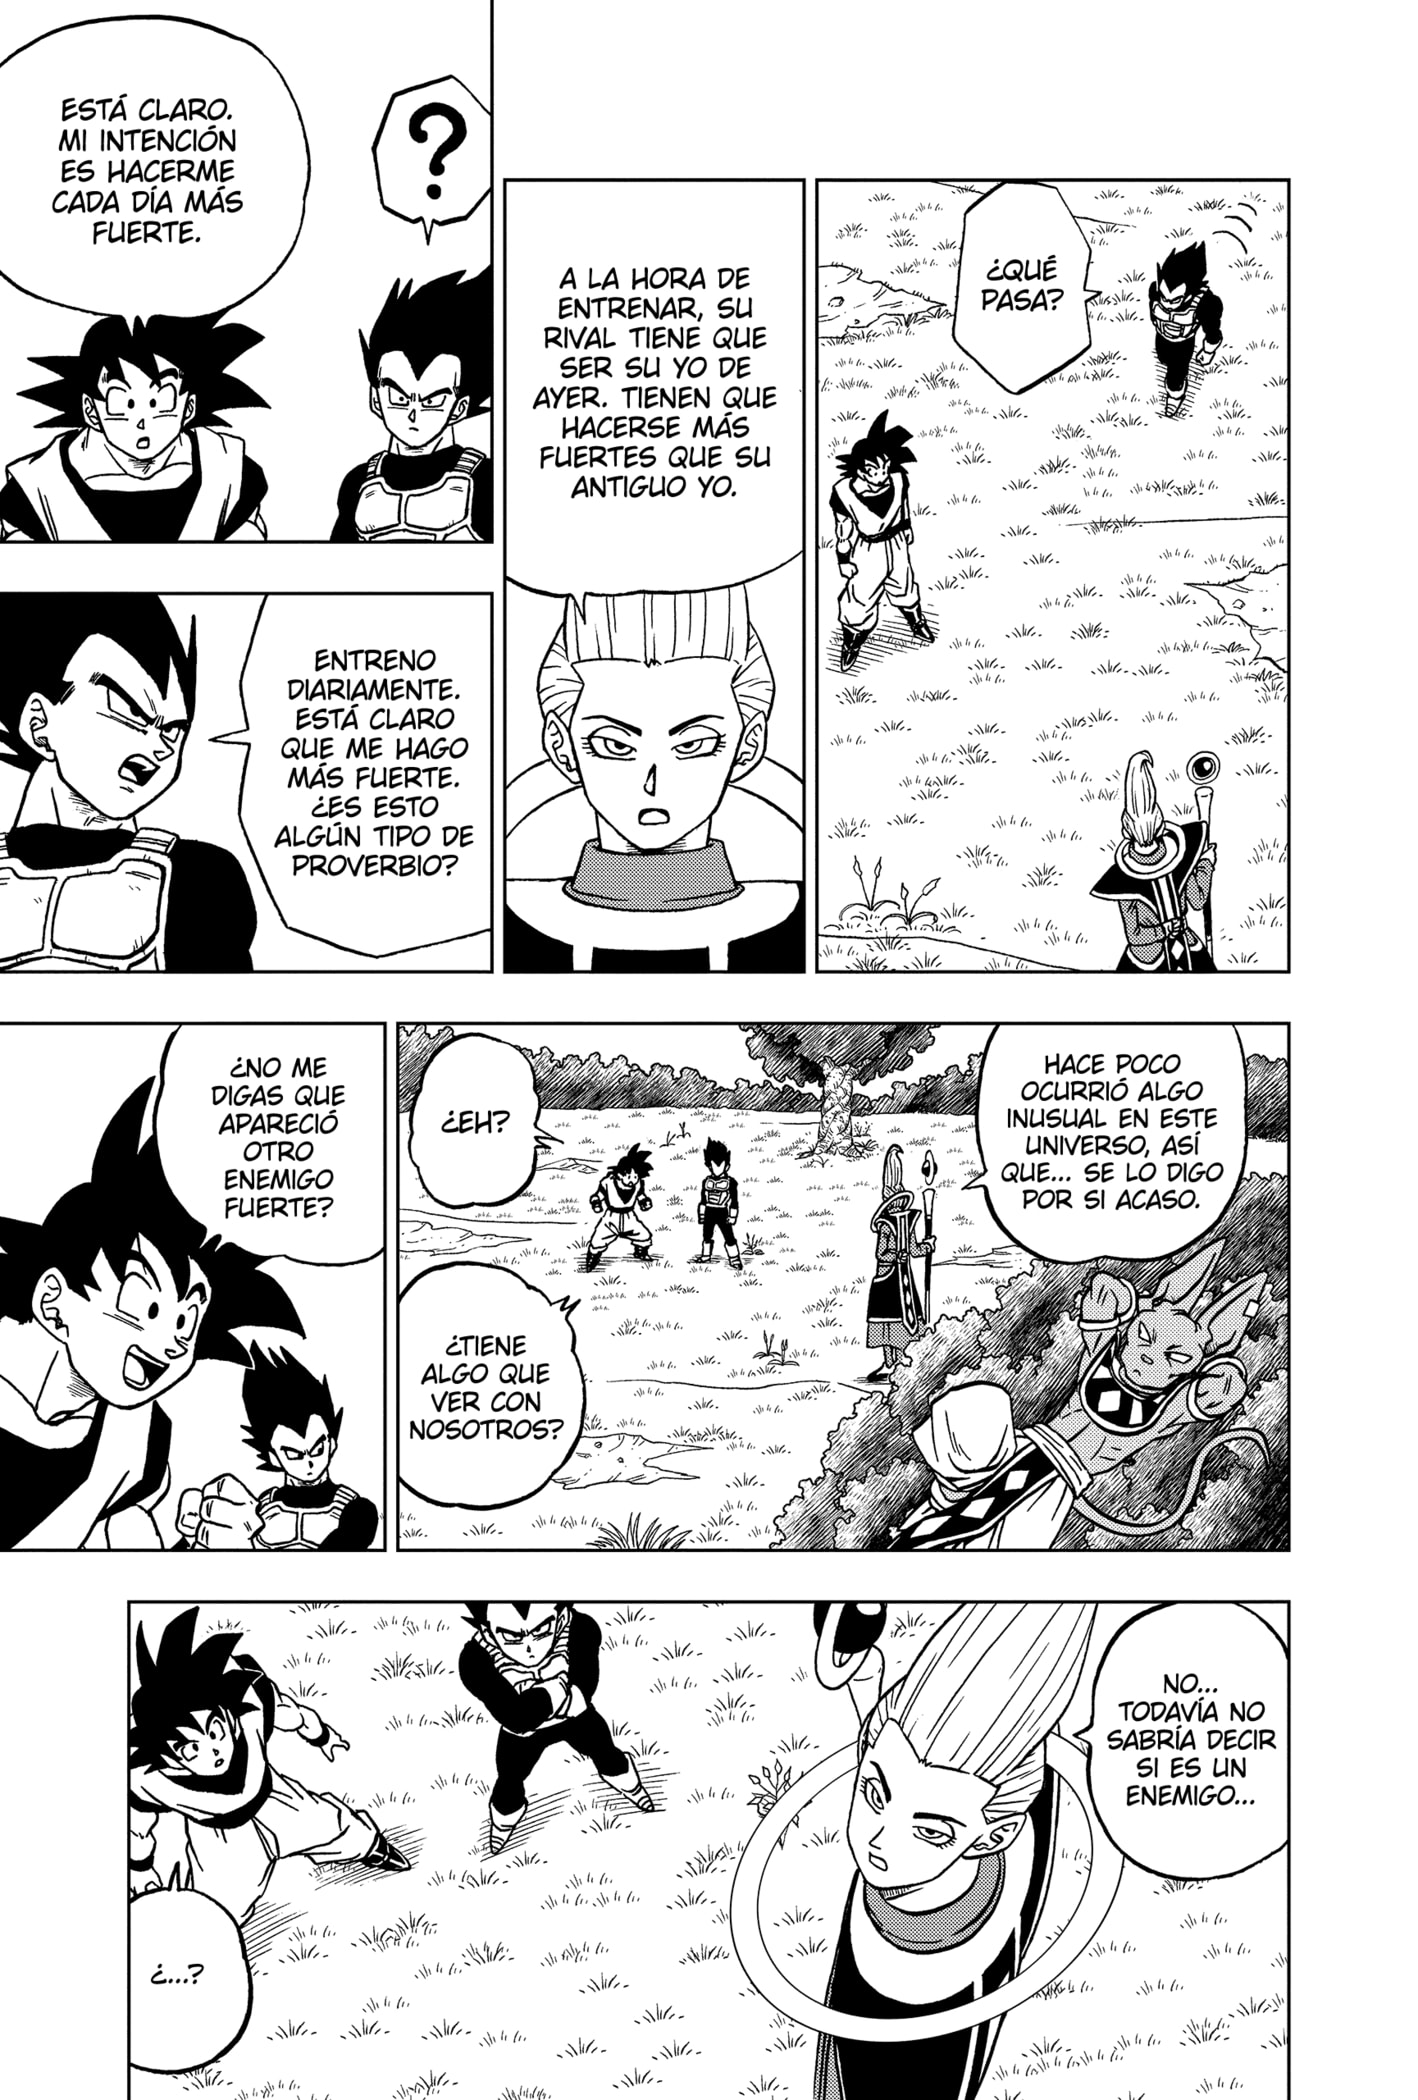 ¿QUÉ
PASA?
A LA HORA DE
ENTRENAR, SU
RIVAL TIENE QUE
SER SU YO DE
AYER. TIENEN QUE
HACERSE MÁS
FUERTES QUE SU
ANTIGUO YO.
?
ESTÁ CLARO.
MI INTENCIÓN
ES HACERME
CADA DÍA MÁS
FUERTE.
ENTRENO
DIARIAMENTE.
ESTÁ CLARO
QUE ME HAGO
MÁS FUERTE.
¿ES ESTO
ALGÚN TIPO DE
PROVERBIO?
HACE POCO
OCURRIÓ ALGO
INUSUAL EN ESTE
UNIVERSO, ASÍ
QUE... SE LO DIGO
POR SI ACASO.
¿EH?
¿TIENE
ALGO QUE
VER CON
NOSOTROS?
¿NO ME
DIGAS QUE
APARECIÓ
OTRO
ENEMIGO
FUERTE?
NO...
TODAVÍA NO
SABRÍA DECIR
SI ES UN
ENEMIGO...
¿...?